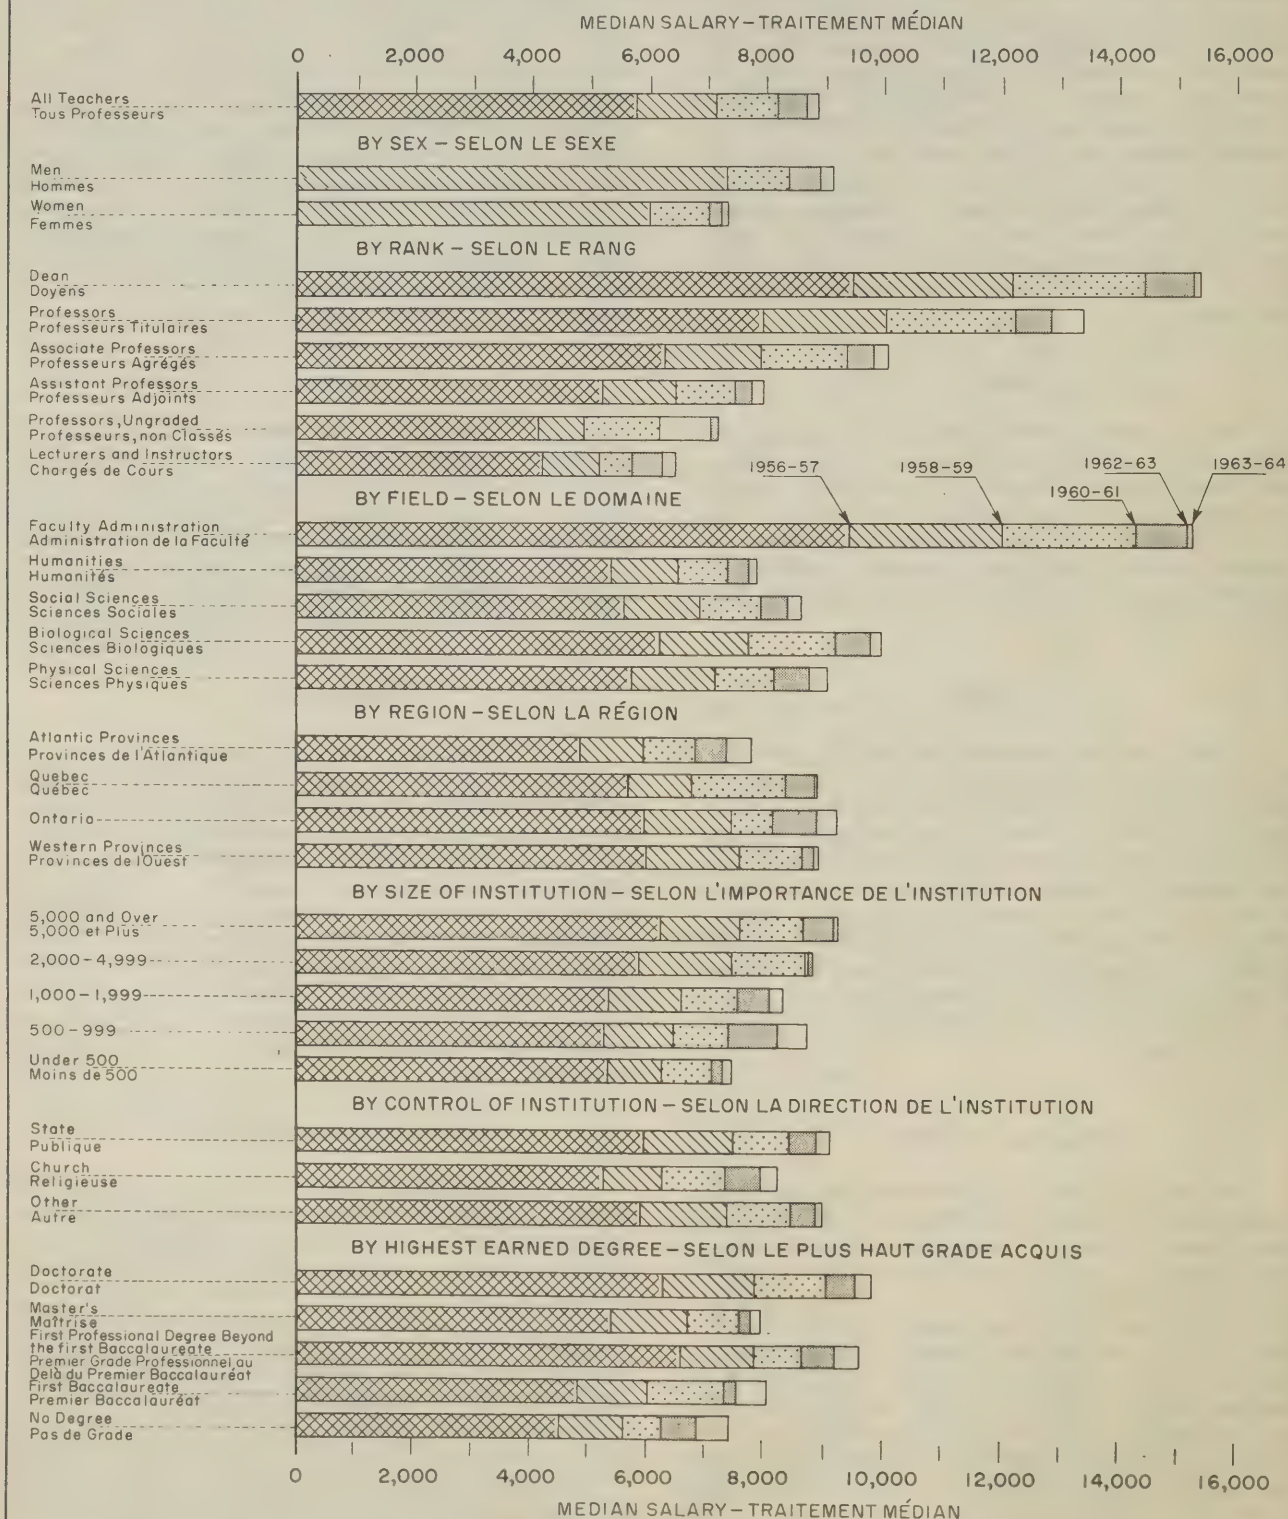 MEDIAN SALARY – TRAITEMENT MÉDIAN
0 2,000 4,000 6,000 8,000 10,000 12,000 14,000 16,000
All Teachers
Tous Professeurs
BY SEX – SELON LE SEXE
Men
Hommes
Women
Femmes
BY RANK – SELON LE RANG
Dean
Doyens
Professors
Professeurs Titulaires
Associate Professors
Professeurs Agrégés
Assistant Professors
Professeurs Adjoints
Professors, Ungraded
Professeurs, non Classés
Lecturers and Instructors
Chargés de Cours
1956-57 1958-59 1960-61 1962-63 1963-64
BY FIELD – SELON LE DOMAINE
Faculty Administration
Administration de la Faculté
Humanities
Humanités
Social Sciences
Sciences Sociales
Biological Sciences
Sciences Biologiques
Physical Sciences
Sciences Physiques
BY REGION – SELON LA RÉGION
Atlantic Provinces
Provinces de l'Atlantique
Quebec
Québec
Ontario
Western Provinces
Provinces de l'Ouest
BY SIZE OF INSTITUTION – SELON L'IMPORTANCE DE L'INSTITUTION
5,000 and Over
5,000 et Plus
2,000-4,999
1,000-1,999
500-999
Under 500
Moins de 500
BY CONTROL OF INSTITUTION – SELON LA DIRECTION DE L'INSTITUTION
State
Publique
Church
Religieuse
Other
Autre
BY HIGHEST EARNED DEGREE – SELON LE PLUS HAUT GRADE ACQUIS
Doctorate
Doctorat
Master's
Maîtrise
First Professional Degree Beyond
the first Baccalaureate
Premier Grade Professionnel au
Delà du Premier Baccalauréat
First Baccalaureate
Premier Baccalauréat
No Degree
Pas de Grade
0 2,000 4,000 6,000 8,000 10,000 12,000 14,000 16,000
MEDIAN SALARY – TRAITEMENT MÉDIAN